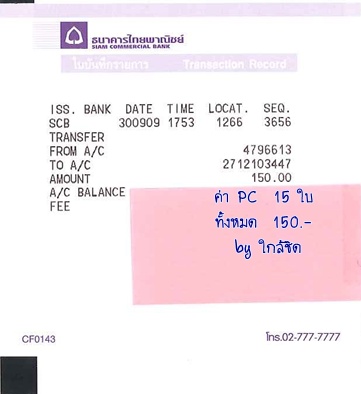 ธนาคารไทยพาณิชย์
SIAM COMMERCIAL BANK
ใบบันทึกรายการ Transaction Record
ISS. BANK DATE TIME LOCAT. SEQ.
SCB 300909 1753 1266 3656
TRANSFER
FROM A/C 4796613
TO A/C 2712103447
AMOUNT 150.00
A/C BALANCE
FEE
ค่า PC 15 ใบ
ทั้งหมด 150.-
by ใกล้ชิด
CF0143 โทร.02-777-7777